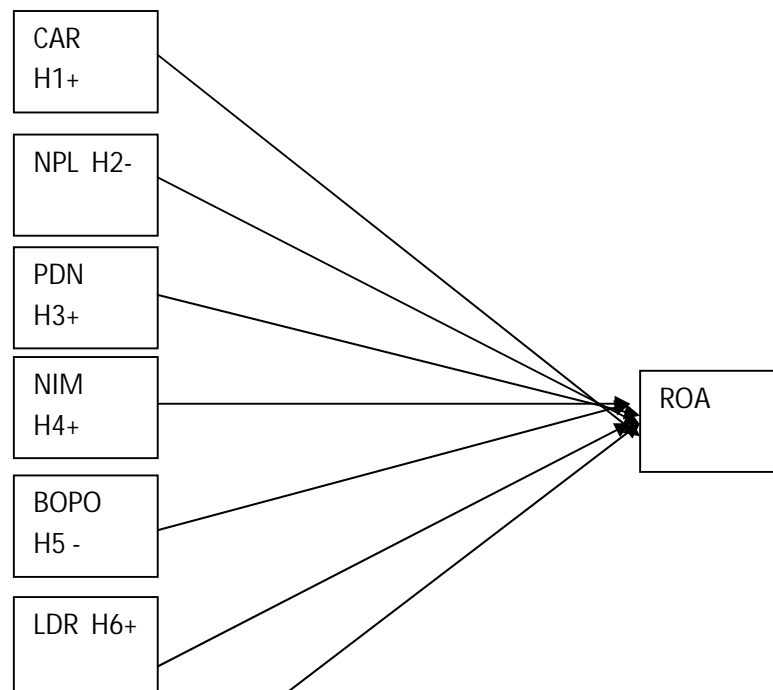 CAR
H1+
NPL H2-
PDN
H3+
NIM
H4+
ROA
BOPO
H5 -
LDR H6+